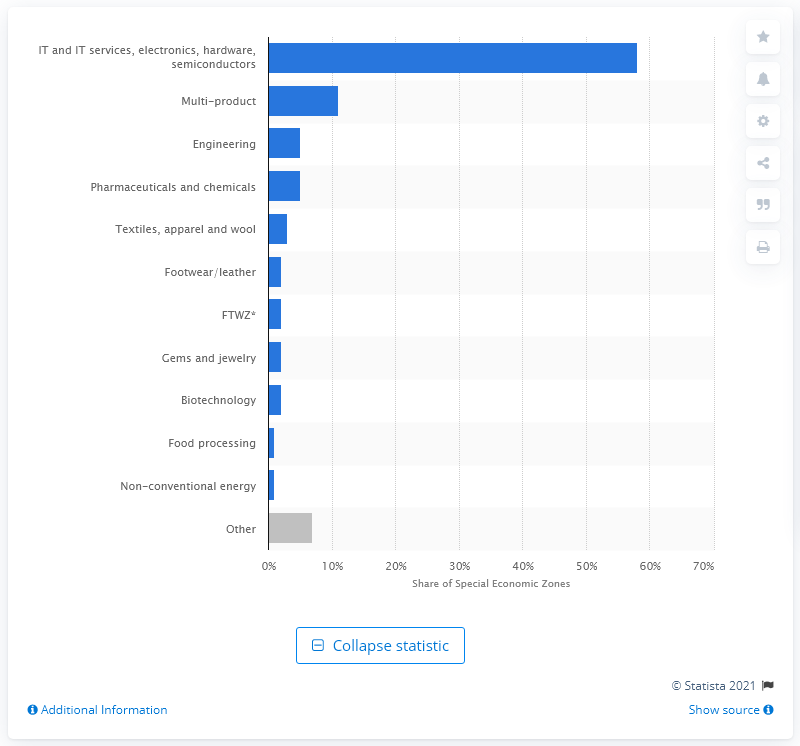 IT and IT services, electronics, hardware,
semiconductors
Multi-product
Engineering
Pharmaceuticals and chemicals
Textiles, apparel and wool
Footwear/leather
FTWZ*
Gems and jewelry
Biotechnology
Food processing
Non-conventional energy
Other
0% 10% 20% 30% 40% 50% 60% 70%
Share of Special Economic Zones
Collapse statistic
© Statista 2021
Additional Information
Show source